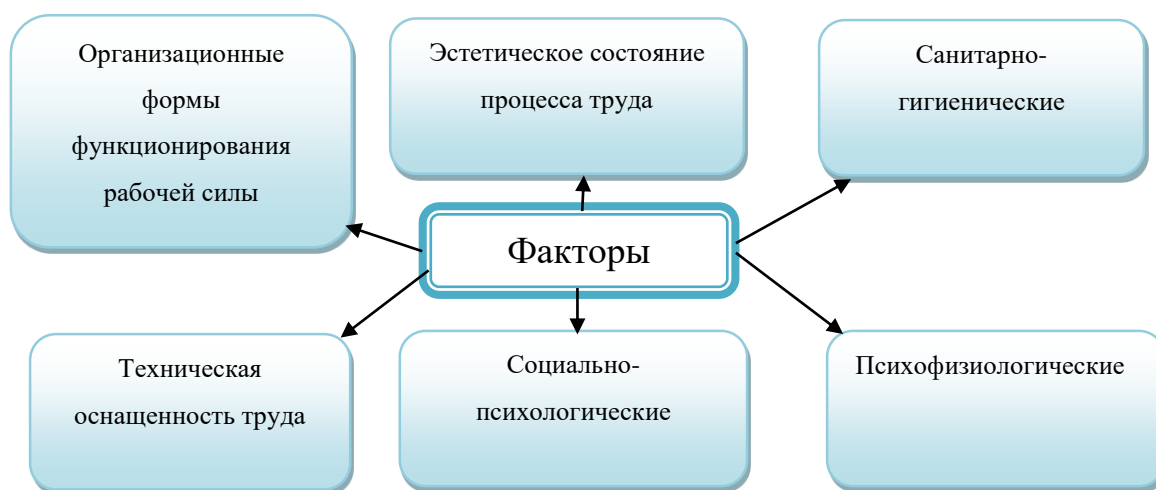 Организационные
формы
функционирования
рабочей силы
Эстетическое состояние
процесса труда
Санитарно-
гигиенические
Факторы
Техническая
оснащенность труда
Социально-
психологические
Психофизиологические